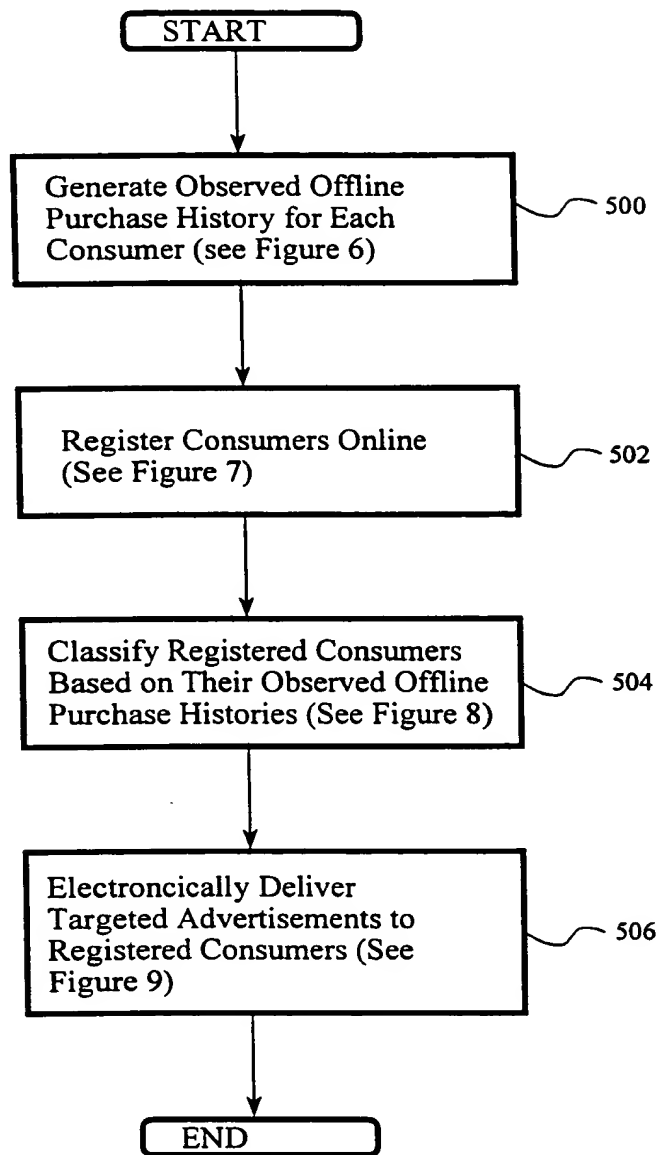 START
Generate Observed Offline
Purchase History for Each
Consumer (see Figure 6)
500
Register Consumers Online
(See Figure 7)
502
Classify Registered Consumers
Based on Their Observed Offline
Purchase Histories (See Figure 8)
504
Electroncically Deliver
Targeted Advertisements to
Registered Consumers (See
Figure 9)
506
END